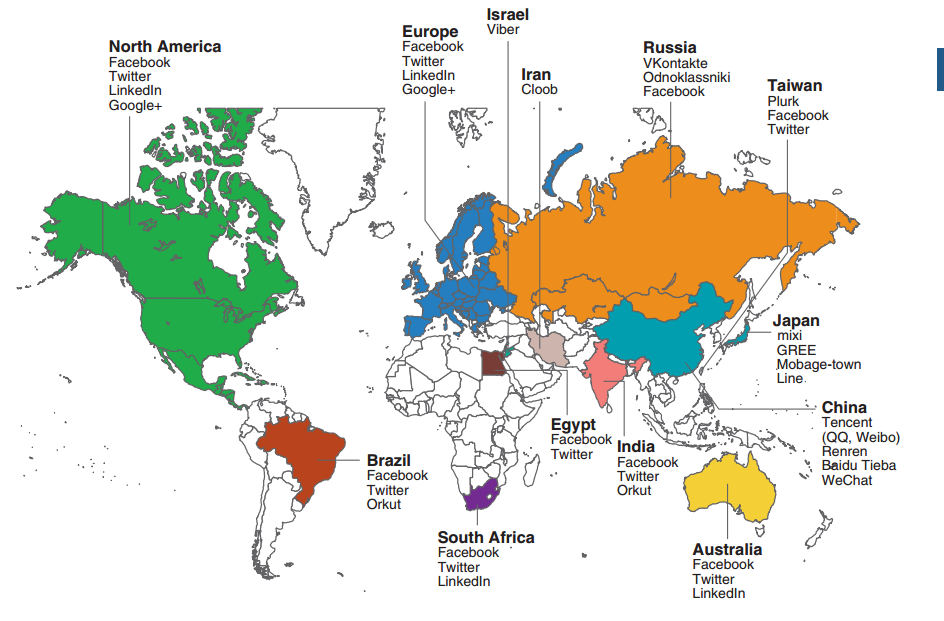 Israel
Viber
Europe
Facebook
Twitter
LinkedIn
Google+
North America
Facebook
Twitter
LinkedIn
Google+
Russia
VKontakte
Odnoklassniki
Facebook
Iran
Cloob
Taiwan
Plurk
Facebook
Twitter
Japan
mixi
GREE
Mobage-town
Line
China
Tencent
(QQ, Weibo)
Renren
Baidu Tieba
WeChat
Egypt
Facebook
Twitter
India
Facebook
Twitter
Orkut
Brazil
Facebook
Twitter
Orkut
South Africa
Facebook
Twitter
LinkedIn
Australia
Facebook
Twitter
LinkedIn